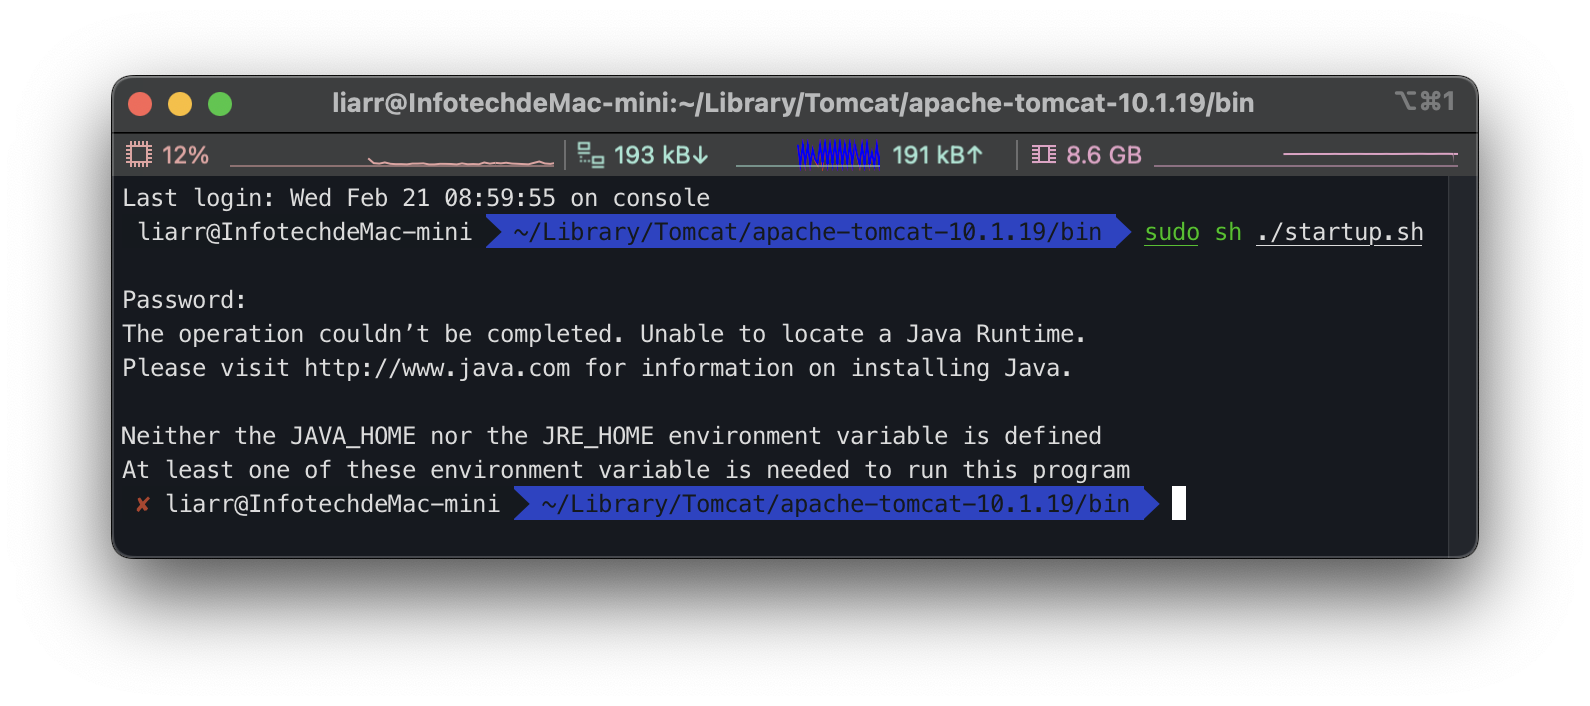 liarr@InfotechdeMac-mini:~/Library/Tomcat/apache-tomcat-10.1.19/bin ⌥⌘1
12% 193 kB↓ 191 kB↑ 8.6 GB
Last login: Wed Feb 21 08:59:55 on console
liarr@InfotechdeMac-mini ~/Library/Tomcat/apache-tomcat-10.1.19/bin sudo sh ./startup.sh
Password:
The operation couldn’t be completed. Unable to locate a Java Runtime.
Please visit http://www.java.com for information on installing Java.
Neither the JAVA_HOME nor the JRE_HOME environment variable is defined
At least one of these environment variable is needed to run this program
✘ liarr@InfotechdeMac-mini ~/Library/Tomcat/apache-tomcat-10.1.19/bin